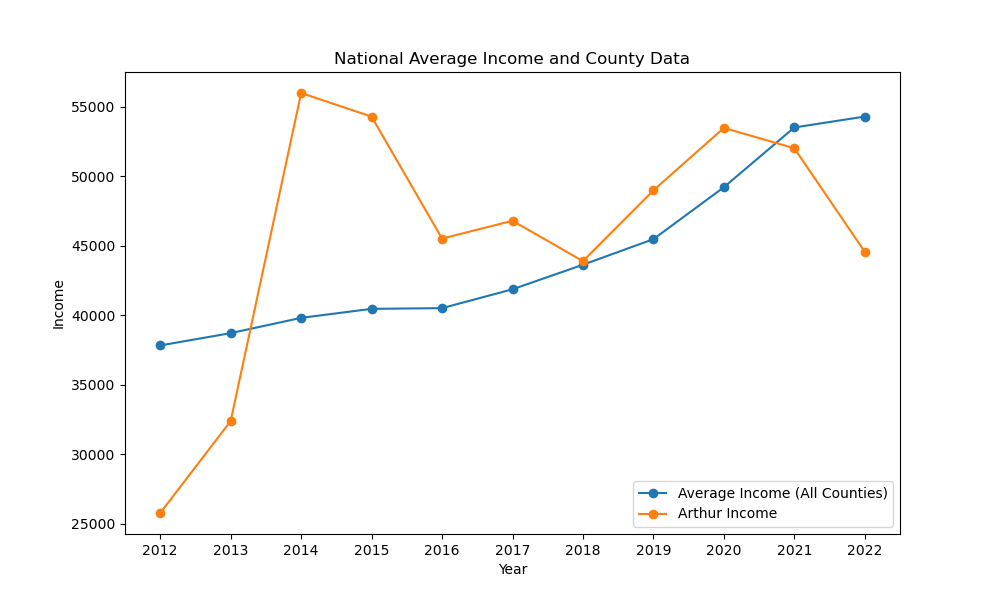 National Average Income and County Data
Income
55000
50000
45000
40000
35000
30000
25000
Average Income (All Counties)
Arthur Income
2012 2013 2014 2015 2016 2017 2018 2019 2020 2021 2022
Year